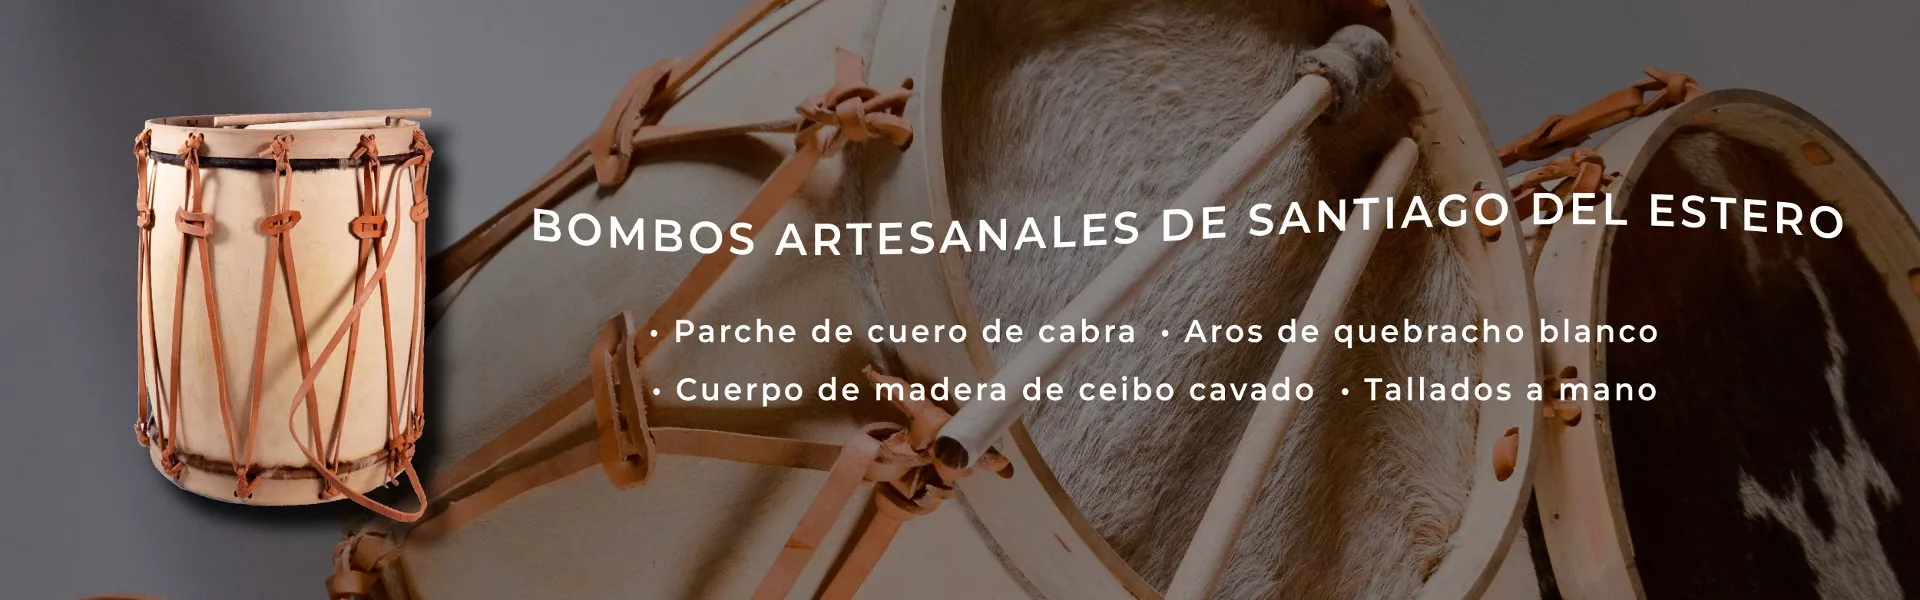 BOMBOS ARTESANALES DE SANTIAGO DEL ESTERO
• Parche de cuero de cabra • Aros de quebracho blanco
• Cuerpo de madera de ceibo cavado • Tallados a mano